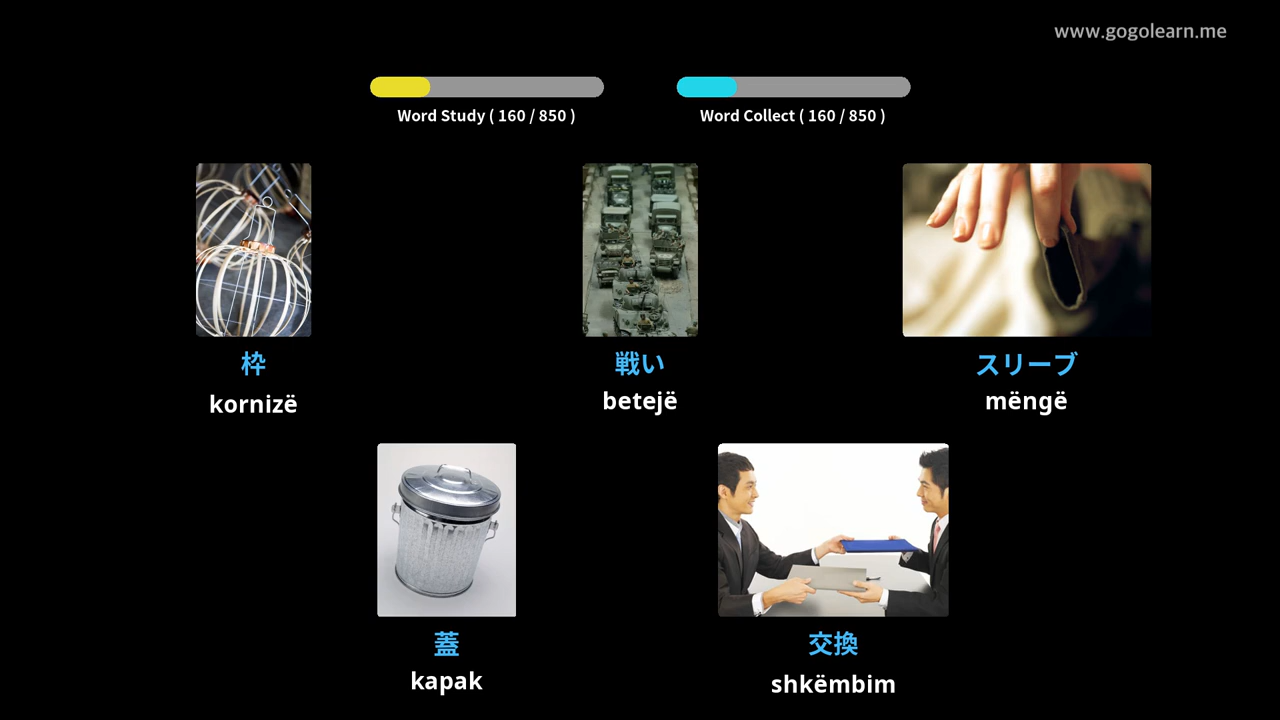 www.gogolearn.me
Word Study ( 160 / 850 )
Word Collect ( 160 / 850 )
枠
kornizë
戦い
betejë
スリーブ
mëngë
蓋
kapak
交換
shkëmbim